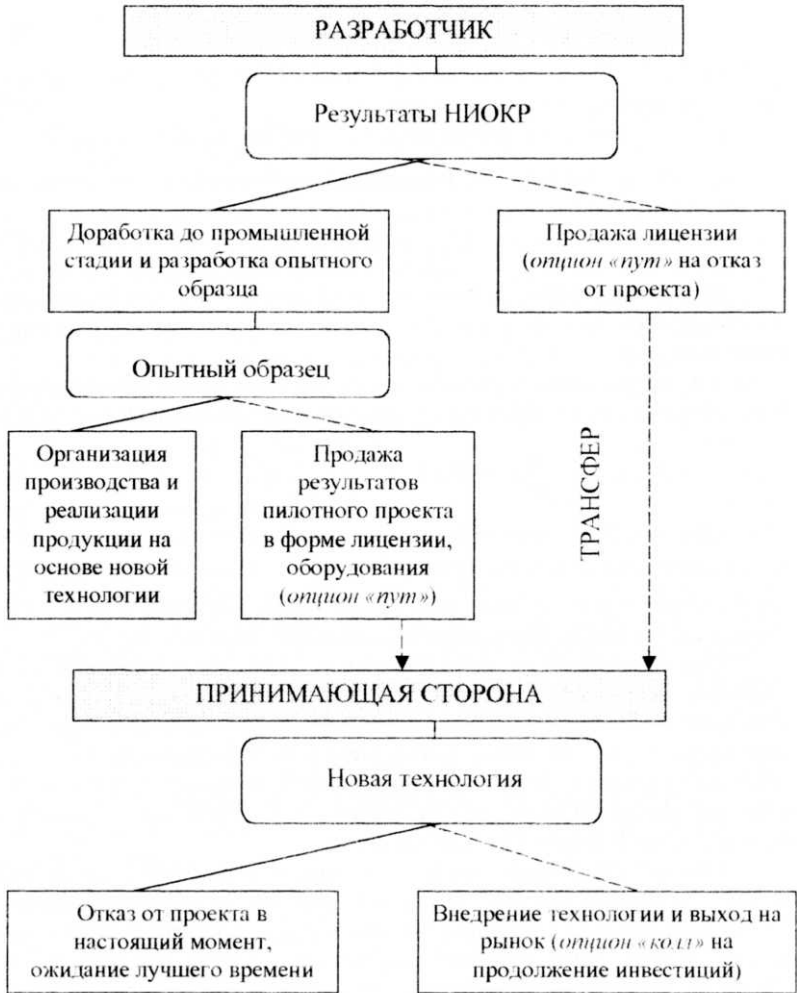 РАЗРАБОТЧИК
Результаты НИОКР
Доработка до промышленной
стадии и разработка опытного
образца
Продажа лицензии
(опцион «пут» на отказ
от проекта)
Опытный образец
Организация
производства и
реализации
продукции на
основе новой
технологии
Продажа
результатов
пилотного проекта
в форме лицензии,
оборудования
(опцион «пут»)
ТРАНСФЕР
ПРИНИМАЮЩАЯ СТОРОНА
Новая технология
Отказ от проекта в
настоящий момент,
ожидание лучшего времени
Внедрение технологии и выход на
рынок (опцион «колл» на
продолжение инвестиций)